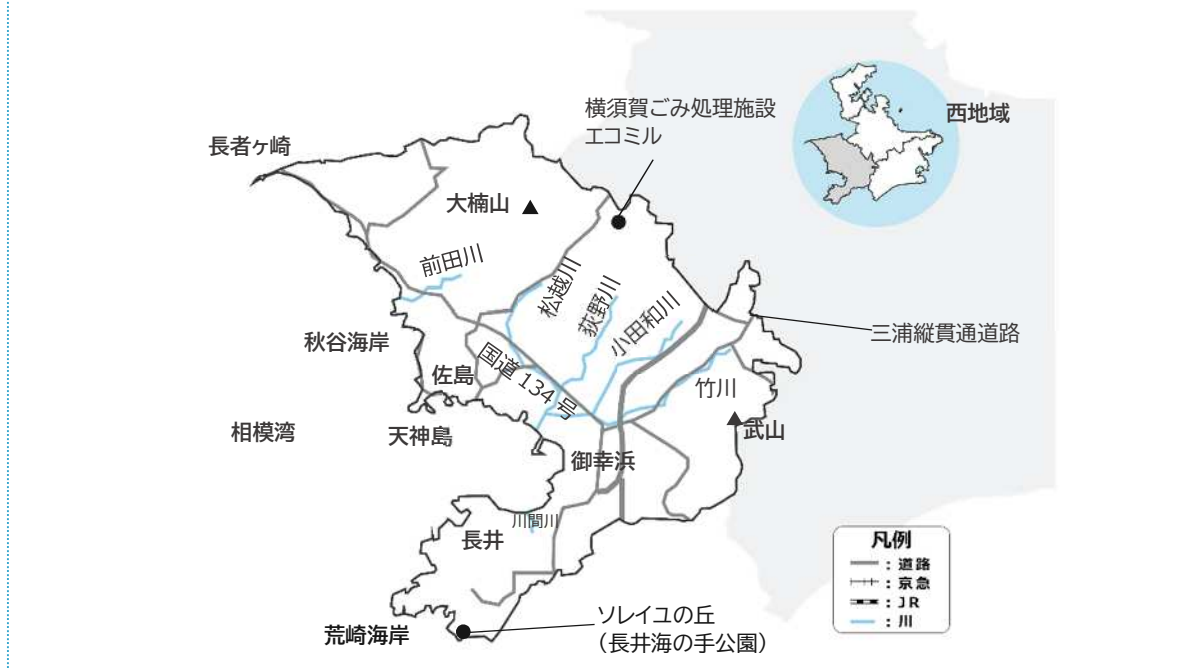 横須賀ごみ処理施設
エコミル
西地域
長者ヶ崎
大楠山
前田川
松越川
荻野川
小田和川
三浦縦貫通道路
秋谷海岸
佐島
国道134号
竹川
相模湾
天神島
武山
御幸浜
川間川
長井
凡例
：道路
：京急
：JR
：川
荒崎海岸
ソレイユの丘
（長井海の手公園）